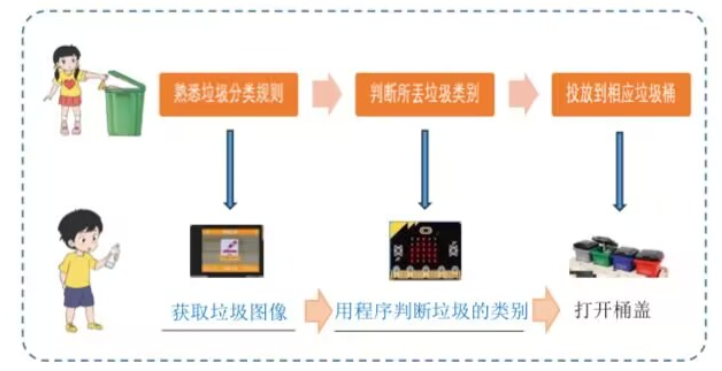 熟悉垃圾分类规则
判断所丢垃圾类别
投放到相应垃圾桶
获取垃圾图像
用程序判断垃圾的类别
打开桶盖